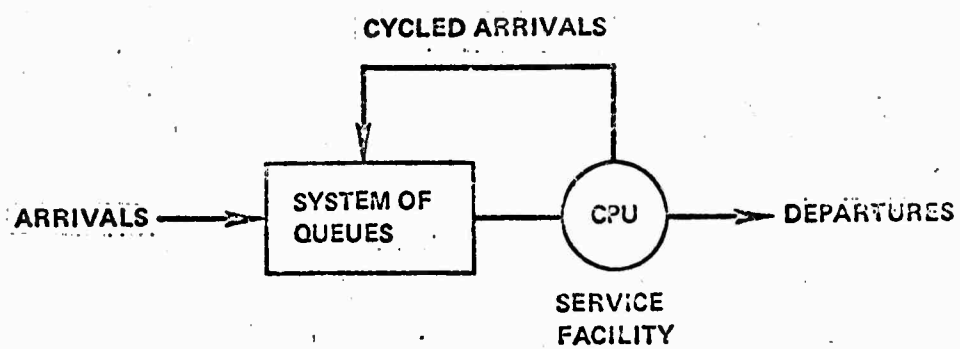 CYCLED ARRIVALS
ARRIVALS
SYSTEM OF
QUEUES
CPU
DEPARTURES
SERVICE
FACILITY